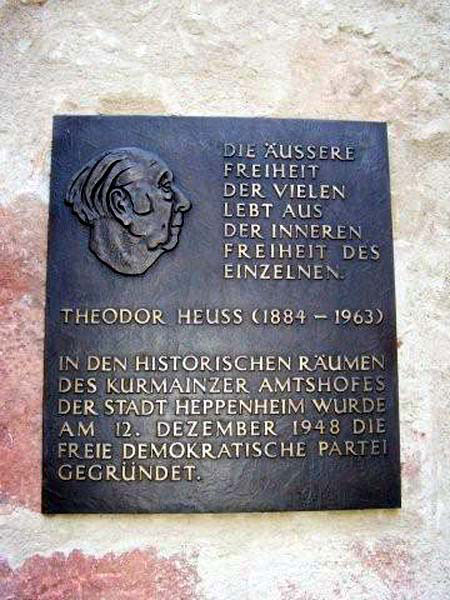 DIE ÄUSSERE
FREIHEIT
DER VIELEN
LEBT AUS
DER INNEREN
FREIHEIT DES
EINZELNEN.
THEODOR HEUSS (1884 – 1963)
IN DEN HISTORISCHEN RÄUMEN
DES KURMAINZER AMTSHOFES
DER STADT HEPPENHEIM WURDE
AM 12. DEZEMBER 1948 DIE
FREIE DEMOKRATISCHE PARTEI
GEGRÜNDET.